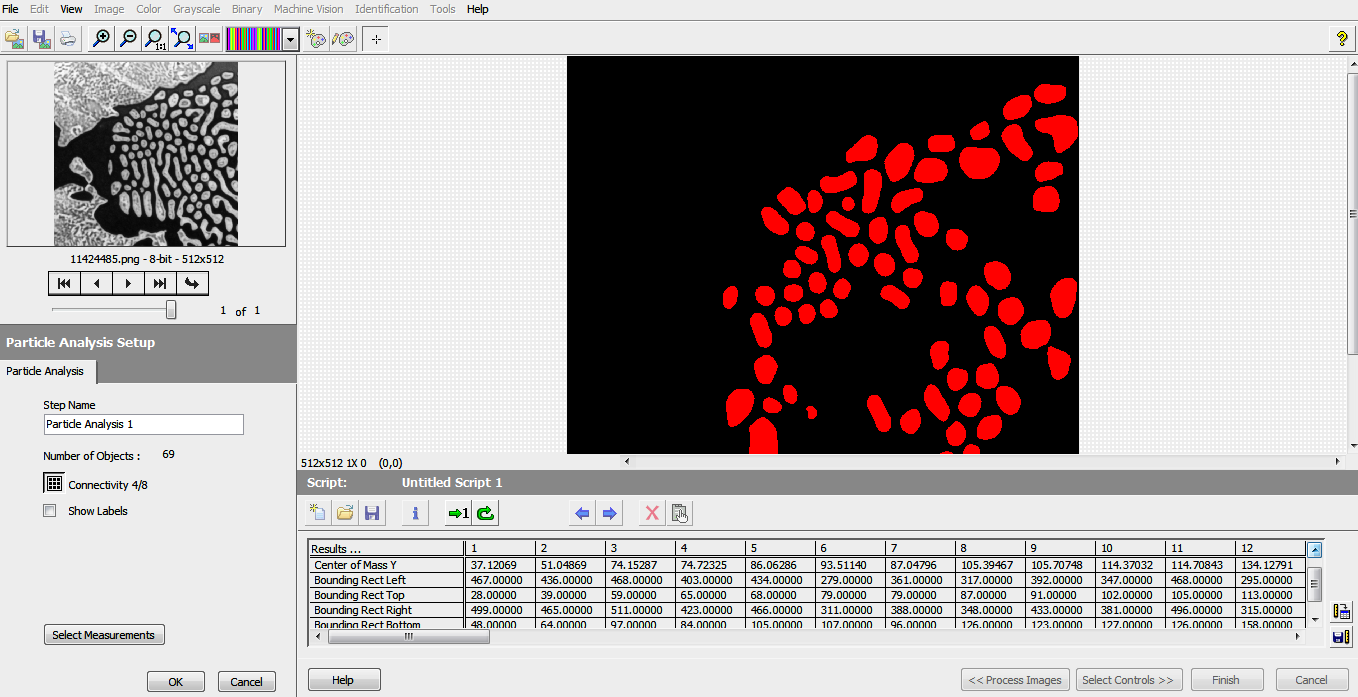 File Edit View Image Color Grayscale Binary Machine Vision Identification Tools Help
1:1
?
11424485.png - 8-bit - 512x512
1 of 1
Particle Analysis Setup
Particle Analysis
Step Name
Particle Analysis 1
Number of Objects : 69
Connectivity 4/8
Show Labels
Select Measurements
OK Cancel
512x512 1X 0 (0,0)
Script: Untitled Script 1
i 1
Results ... 1 2 3 4 5 6 7 8 9 10 11 12
Center of Mass Y 37.12069 51.04869 74.15287 74.72325 86.06286 93.51140 87.04796 105.39467 105.70748 114.37032 114.70843 134.12791
Bounding Rect Left 467.00000 436.00000 468.00000 403.00000 434.00000 279.00000 361.00000 317.00000 392.00000 347.00000 468.00000 295.00000
Bounding Rect Top 28.00000 39.00000 59.00000 65.00000 68.00000 79.00000 79.00000 87.00000 91.00000 102.00000 105.00000 113.00000
Bounding Rect Right 499.00000 465.00000 511.00000 423.00000 466.00000 311.00000 388.00000 348.00000 433.00000 381.00000 496.00000 315.00000
Bounding Rect Bottom 48.00000 64.00000 97.00000 84.00000 105.00000 107.00000 96.00000 126.00000 123.00000 127.00000 126.00000 158.00000
Help << Process Images Select Controls >> Finish Cancel